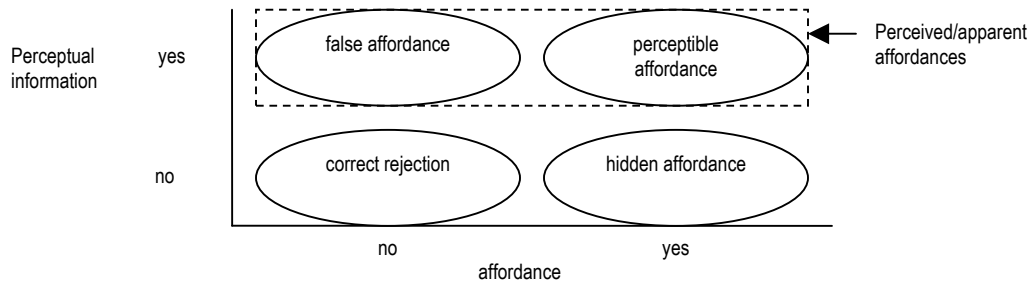 Perceptual
information
yes
false affordance
perceptible
affordance
Perceived/apparent
affordances
no
correct rejection
hidden affordance
no
yes
affordance